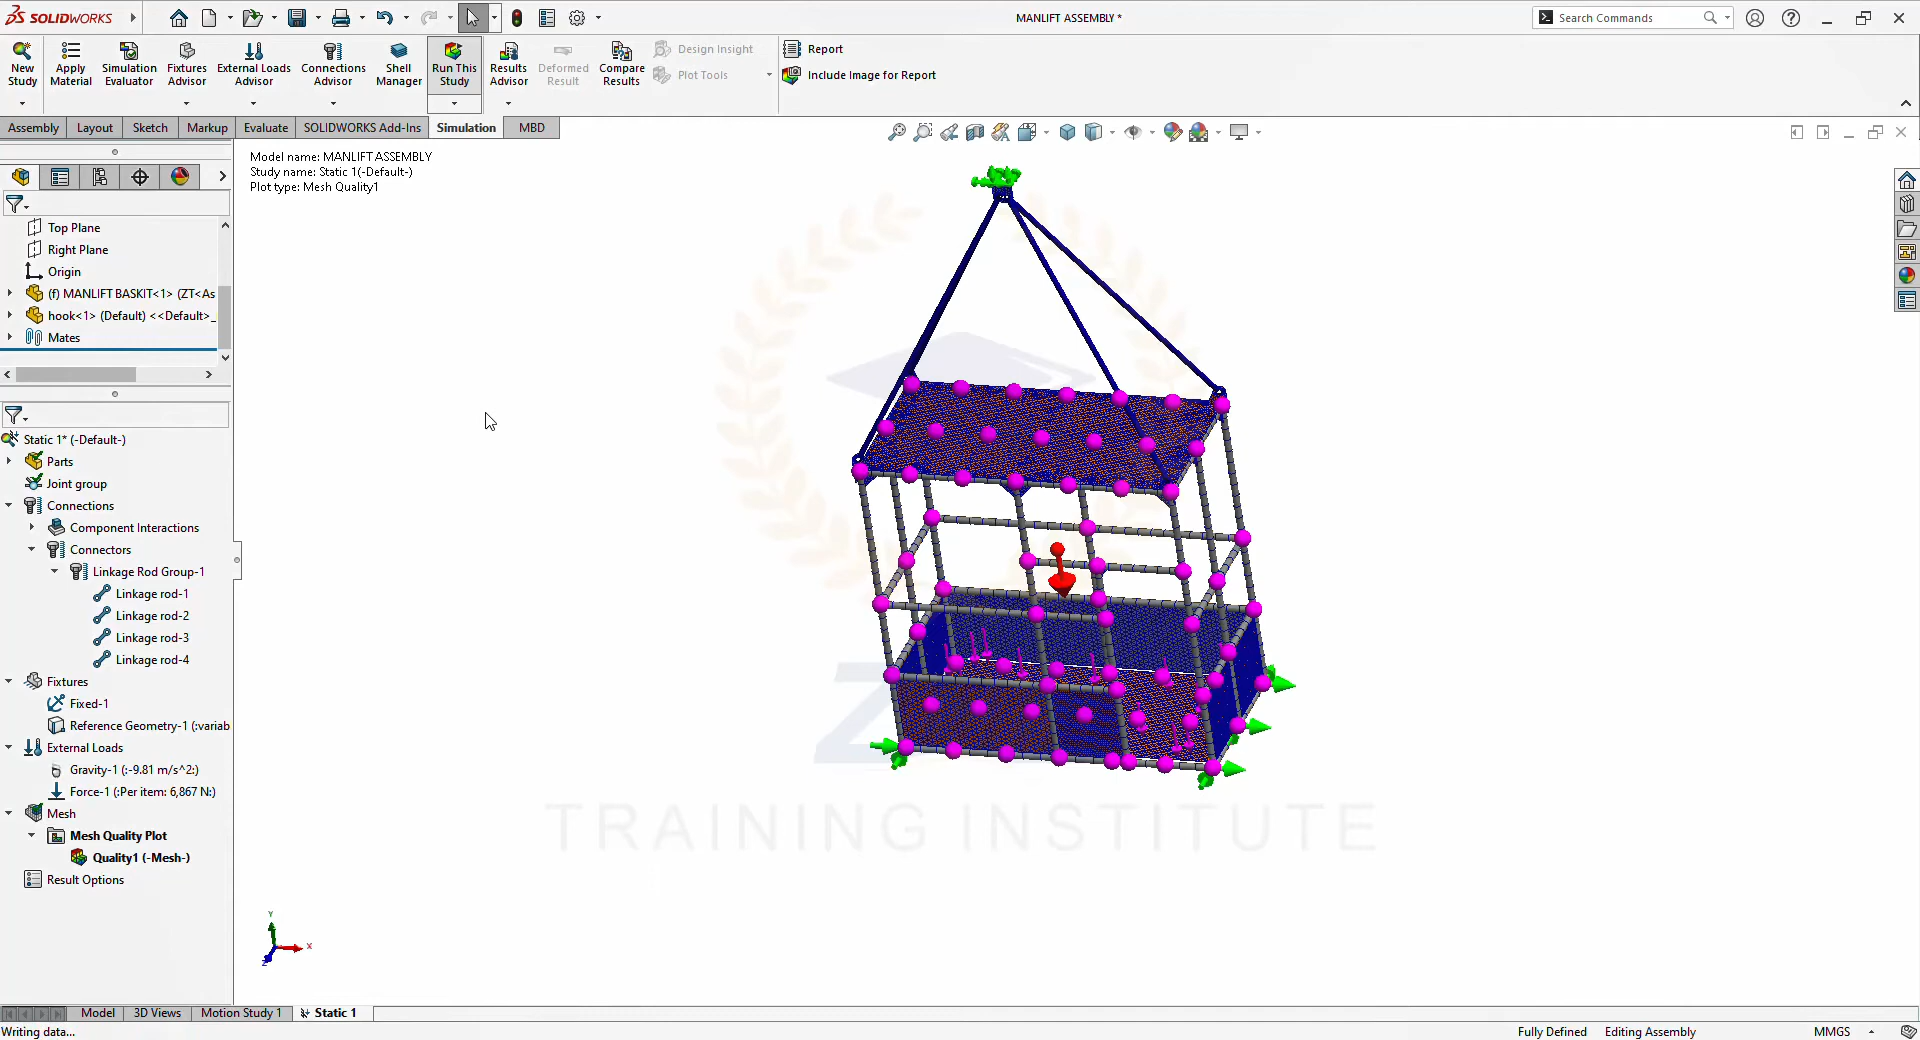 SOLIDWORKS
MANLIFT ASSEMBLY *
Search Commands
New Study
Apply Material
Simulation Evaluator
Fixtures Advisor
External Loads Advisor
Connections Advisor
Shell Manager
Run This Study
Results Advisor
Deformed Result
Compare Results
Design Insight
Plot Tools
Report
Include Image for Report
Assembly
Layout
Sketch
Markup
Evaluate
SOLIDWORKS Add-Ins
Simulation
MBD
Model name: MANLIFT ASSEMBLY
Study name: Static 1(-Default-)
Plot type: Mesh Quality1
Top Plane
Right Plane
Origin
(f) MANLIFT BASKIT<1> (ZT<As
hook<1> (Default) <<Default>_
Mates
Static 1* (-Default-)
Parts
Joint group
Connections
Component Interactions
Connectors
Linkage Rod Group-1
Linkage rod-1
Linkage rod-2
Linkage rod-3
Linkage rod-4
Fixtures
Fixed-1
Reference Geometry-1 (:variab
External Loads
Gravity-1 (:-9.81 m/s^2:)
Force-1 (:Per item: 6,867 N:)
Mesh
Mesh Quality Plot
Quality1 (-Mesh-)
Result Options
TRAINING INSTITUTE
Y
X
Z
Model
3D Views
Motion Study 1
Static 1
Writing data...
Fully Defined
Editing Assembly
MMGS